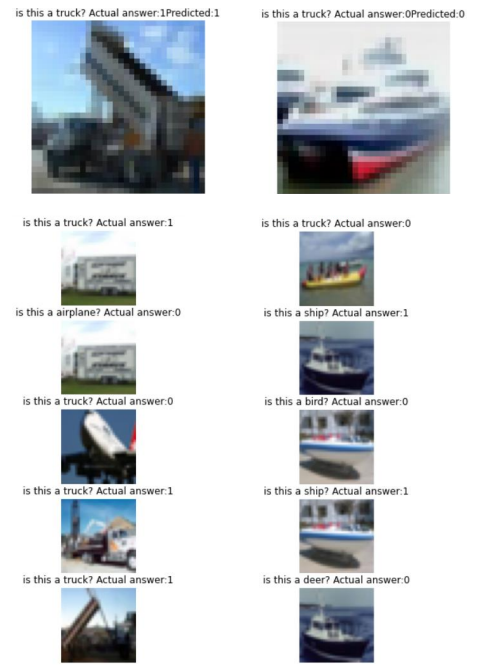 is this a truck? Actual answer:1Predicted:1
is this a truck? Actual answer:0Predicted:0
is this a truck? Actual answer:1
is this a truck? Actual answer:0
is this a airplane? Actual answer:0
is this a ship? Actual answer:1
is this a truck? Actual answer:0
is this a bird? Actual answer:0
is this a truck? Actual answer:1
is this a ship? Actual answer:1
is this a truck? Actual answer:1
is this a deer? Actual answer:0